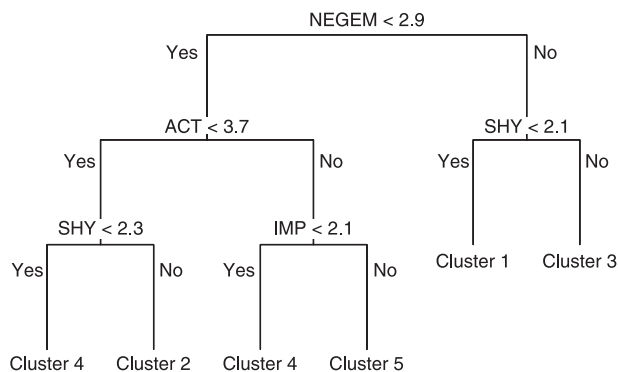 NEGEM < 2.9
Yes
No
ACT < 3.7
SHY < 2.1
Yes
No
Yes
No
SHY < 2.3
IMP < 2.1
Yes
No
Yes
No
Cluster 1
Cluster 3
Cluster 4
Cluster 2
Cluster 4
Cluster 5